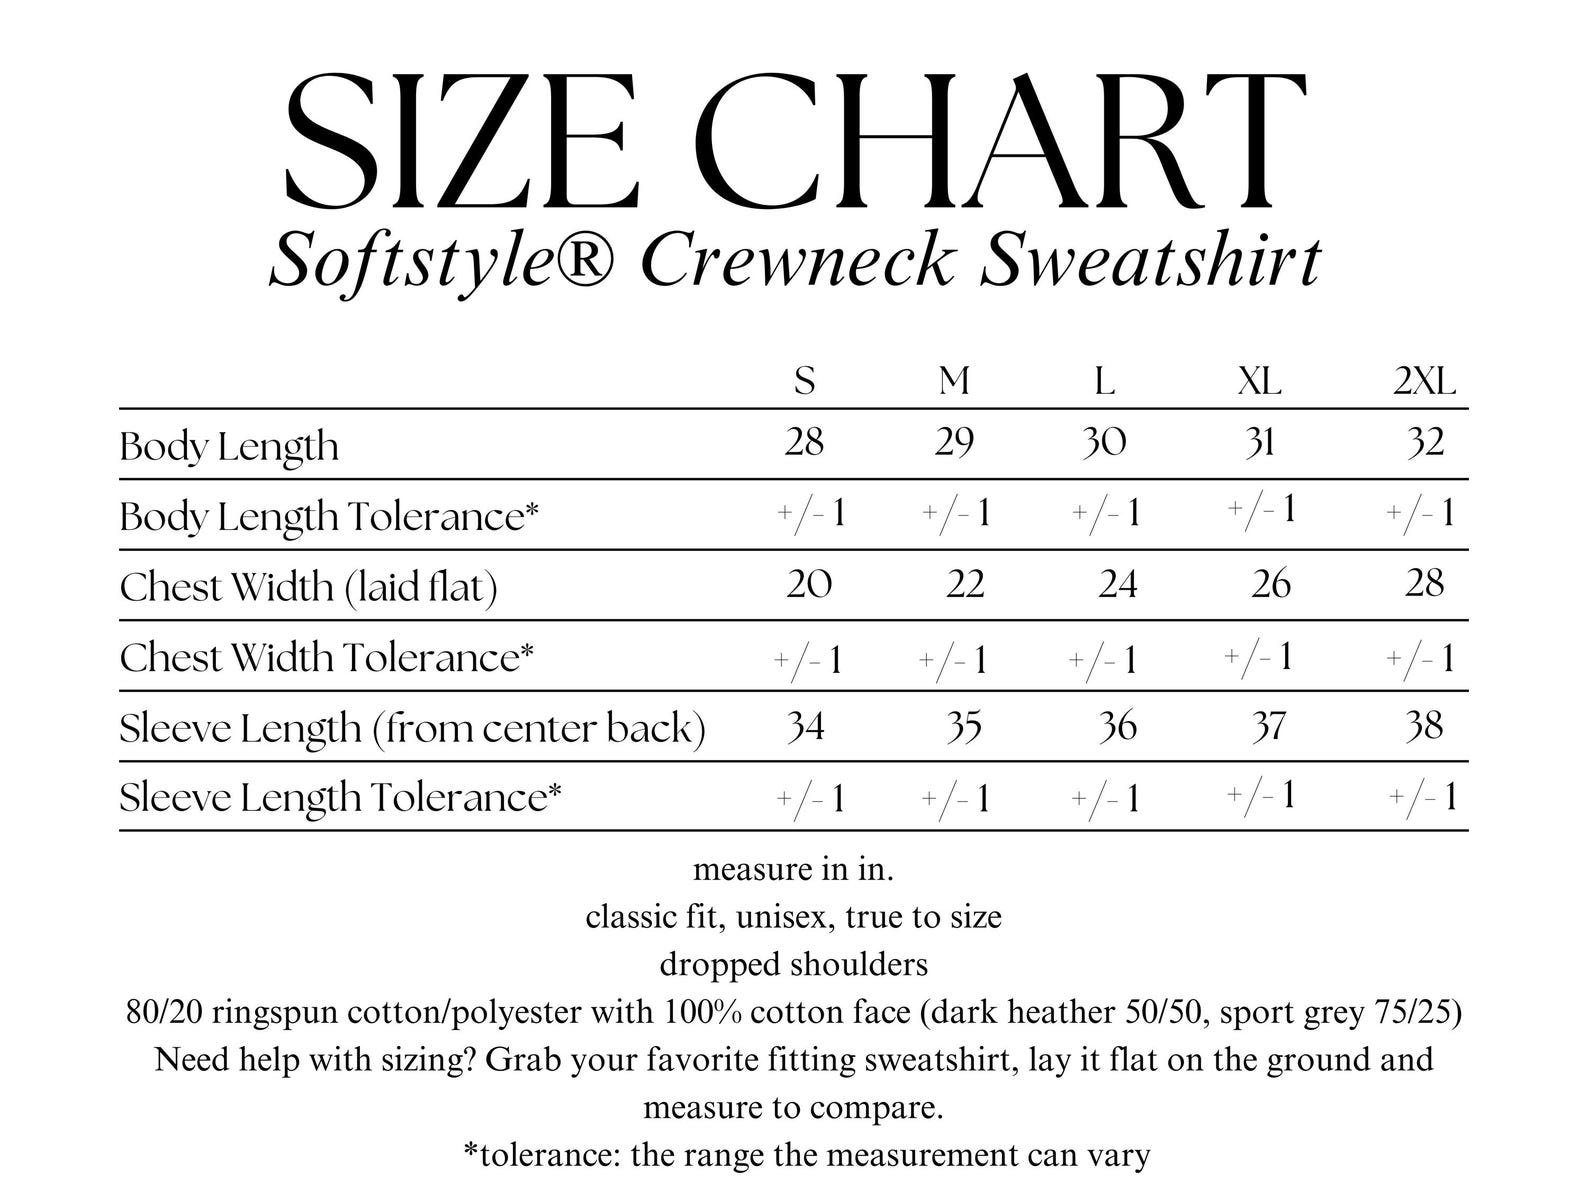 SIZE CHART
Softstyle® Crewneck Sweatshirt
S M L XL 2XL
Body Length 28 29 30 31 32
Body Length Tolerance* +/- 1 +/- 1 +/- 1 +/- 1 +/- 1
Chest Width (laid flat) 20 22 24 26 28
Chest Width Tolerance* +/- 1 +/- 1 +/- 1 +/- 1 +/- 1
Sleeve Length (from center back) 34 35 36 37 38
Sleeve Length Tolerance* +/- 1 +/- 1 +/- 1 +/- 1 +/- 1
measure in in.
classic fit, unisex, true to size
dropped shoulders
80/20 ringspun cotton/polyester with 100% cotton face (dark heather 50/50, sport grey 75/25)
Need help with sizing? Grab your favorite fitting sweatshirt, lay it flat on the ground and
measure to compare.
*tolerance: the range the measurement can vary